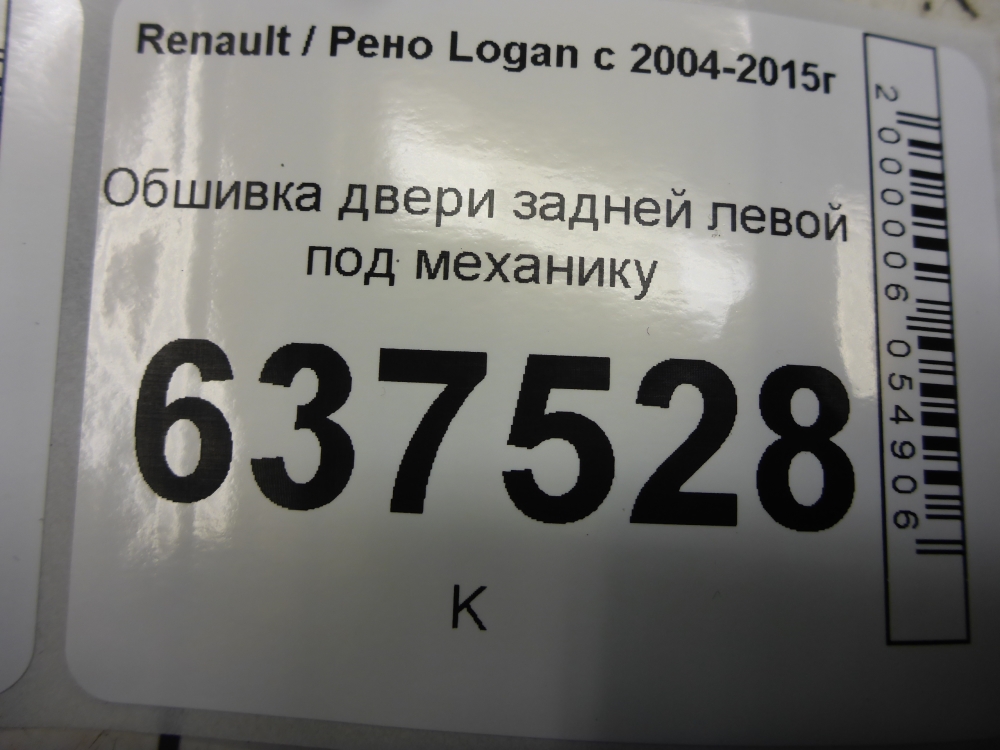 Renault / Рено Logan с 2004-2015г
Обшивка двери задней левой
под механику
637528
К
2000006054906